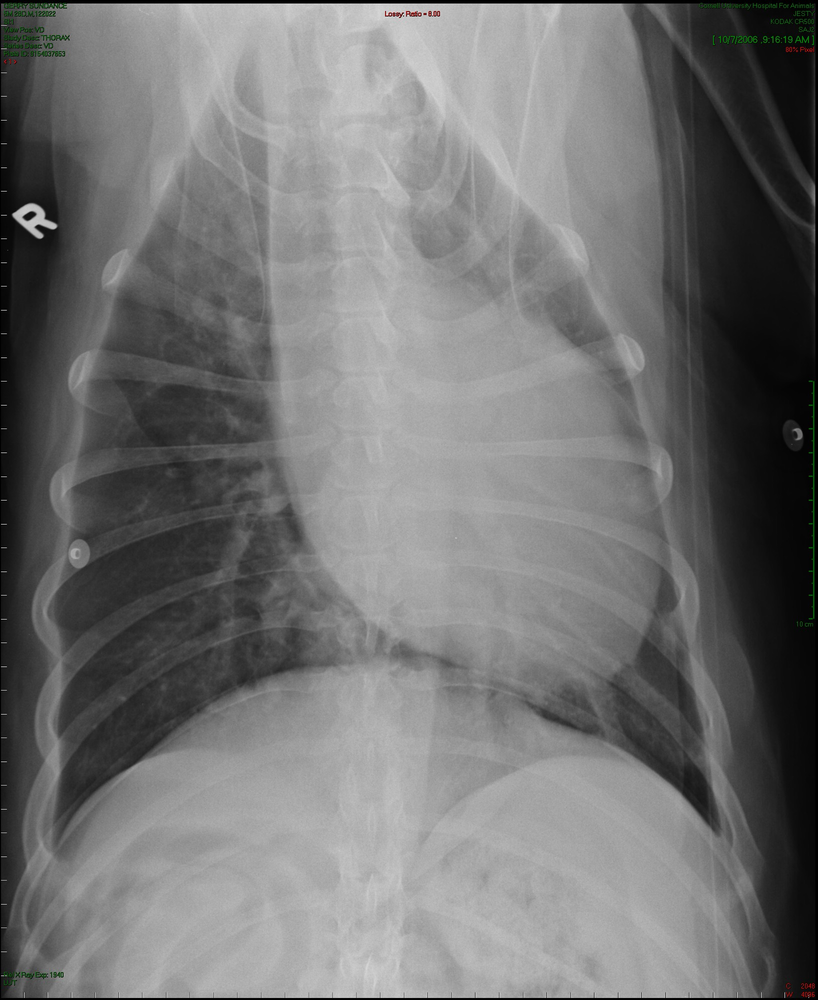 GERRY SUNDANCE
5M 28D,M,122022
SI:1
View Pos: VD
Study Desc: THORAX
Series Desc: VD
Plate ID: 9154037653
<1>
Lossy: Ratio = 8.00
Cornell University Hospital For Animals
JESTY
KODAK CR500
SAJ2
[ 10/7/2006 ,9:16:19 AM ]
80% Pixel
R
10 cm
Rel X Ray Exp: 1940
LUT
C 2048
W 4096